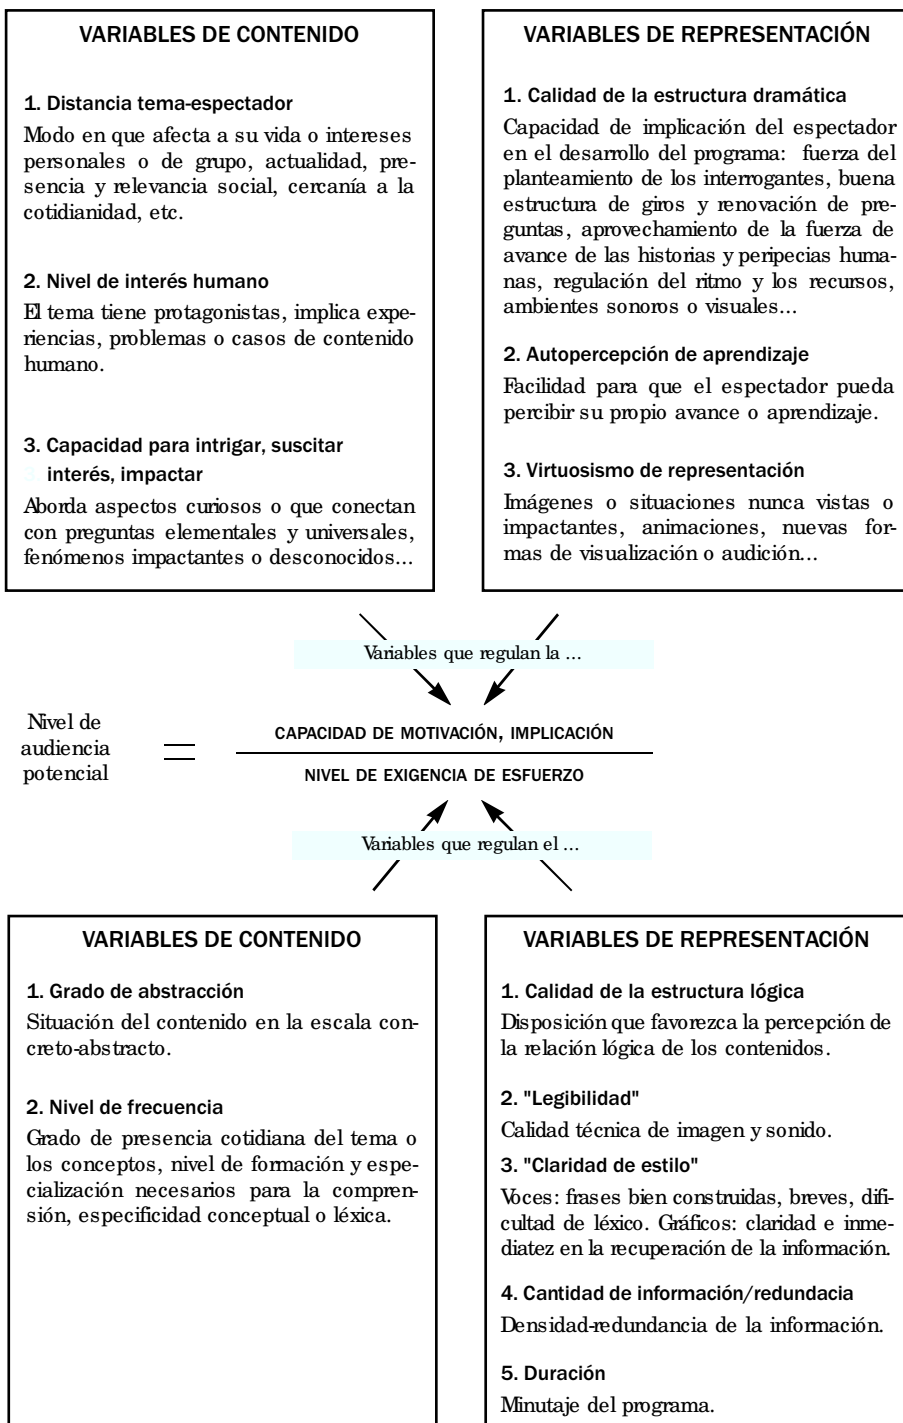 VARIABLES DE CONTENIDO
1. Distancia tema-espectador
Modo en que afecta a su vida o intereses
personales o de grupo, actualidad, pre-
sencia y relevancia social, cercanía a la
cotidianidad, etc.
2. Nivel de interés humano
El tema tiene protagonistas, implica expe-
riencias, problemas o casos de contenido
humano.
3. Capacidad para intrigar, suscitar
interés, impactar
Aborda aspectos curiosos o que conectan
con preguntas elementales y universales,
fenómenos impactantes o desconocidos...
VARIABLES DE REPRESENTACIÓN
1. Calidad de la estructura dramática
Capacidad de implicación del espectador
en el desarrollo del programa: fuerza del
planteamiento de los interrogantes, buena
estructura de giros y renovación de pre-
guntas, aprovechamiento de la fuerza de
avance de las historias y peripecias huma-
nas, regulación del ritmo y los recursos,
ambientes sonoros o visuales...
2. Autopercepción de aprendizaje
Facilidad para que el espectador pueda
percibir su propio avance o aprendizaje.
3. Virtuosismo de representación
Imágenes o situaciones nunca vistas o
impactantes, animaciones, nuevas for-
mas de visualización o audición...
Variables que regulan la ...
Nivel de
audiencia
potencial
=
CAPACIDAD DE MOTIVACIÓN, IMPLICACIÓN
NIVEL DE EXIGENCIA DE ESFUERZO
Variables que regulan el ...
VARIABLES DE CONTENIDO
1. Grado de abstracción
Situación del contenido en la escala con-
creto-abstracto.
2. Nivel de frecuencia
Grado de presencia cotidiana del tema o
los conceptos, nivel de formación y espe-
cialización necesarios para la compren-
sión, especificidad conceptual o léxica.
VARIABLES DE REPRESENTACIÓN
1. Calidad de la estructura lógica
Disposición que favorezca la percepción de
la relación lógica de los contenidos.
2. "Legibilidad"
Calidad técnica de imagen y sonido.
3. "Claridad de estilo"
Voces: frases bien construidas, breves, difi-
cultad de léxico. Gráficos: claridad e inme-
diatez en la recuperación de la información.
4. Cantidad de información/redundacia
Densidad-redundancia de la información.
5. Duración
Minutaje del programa.